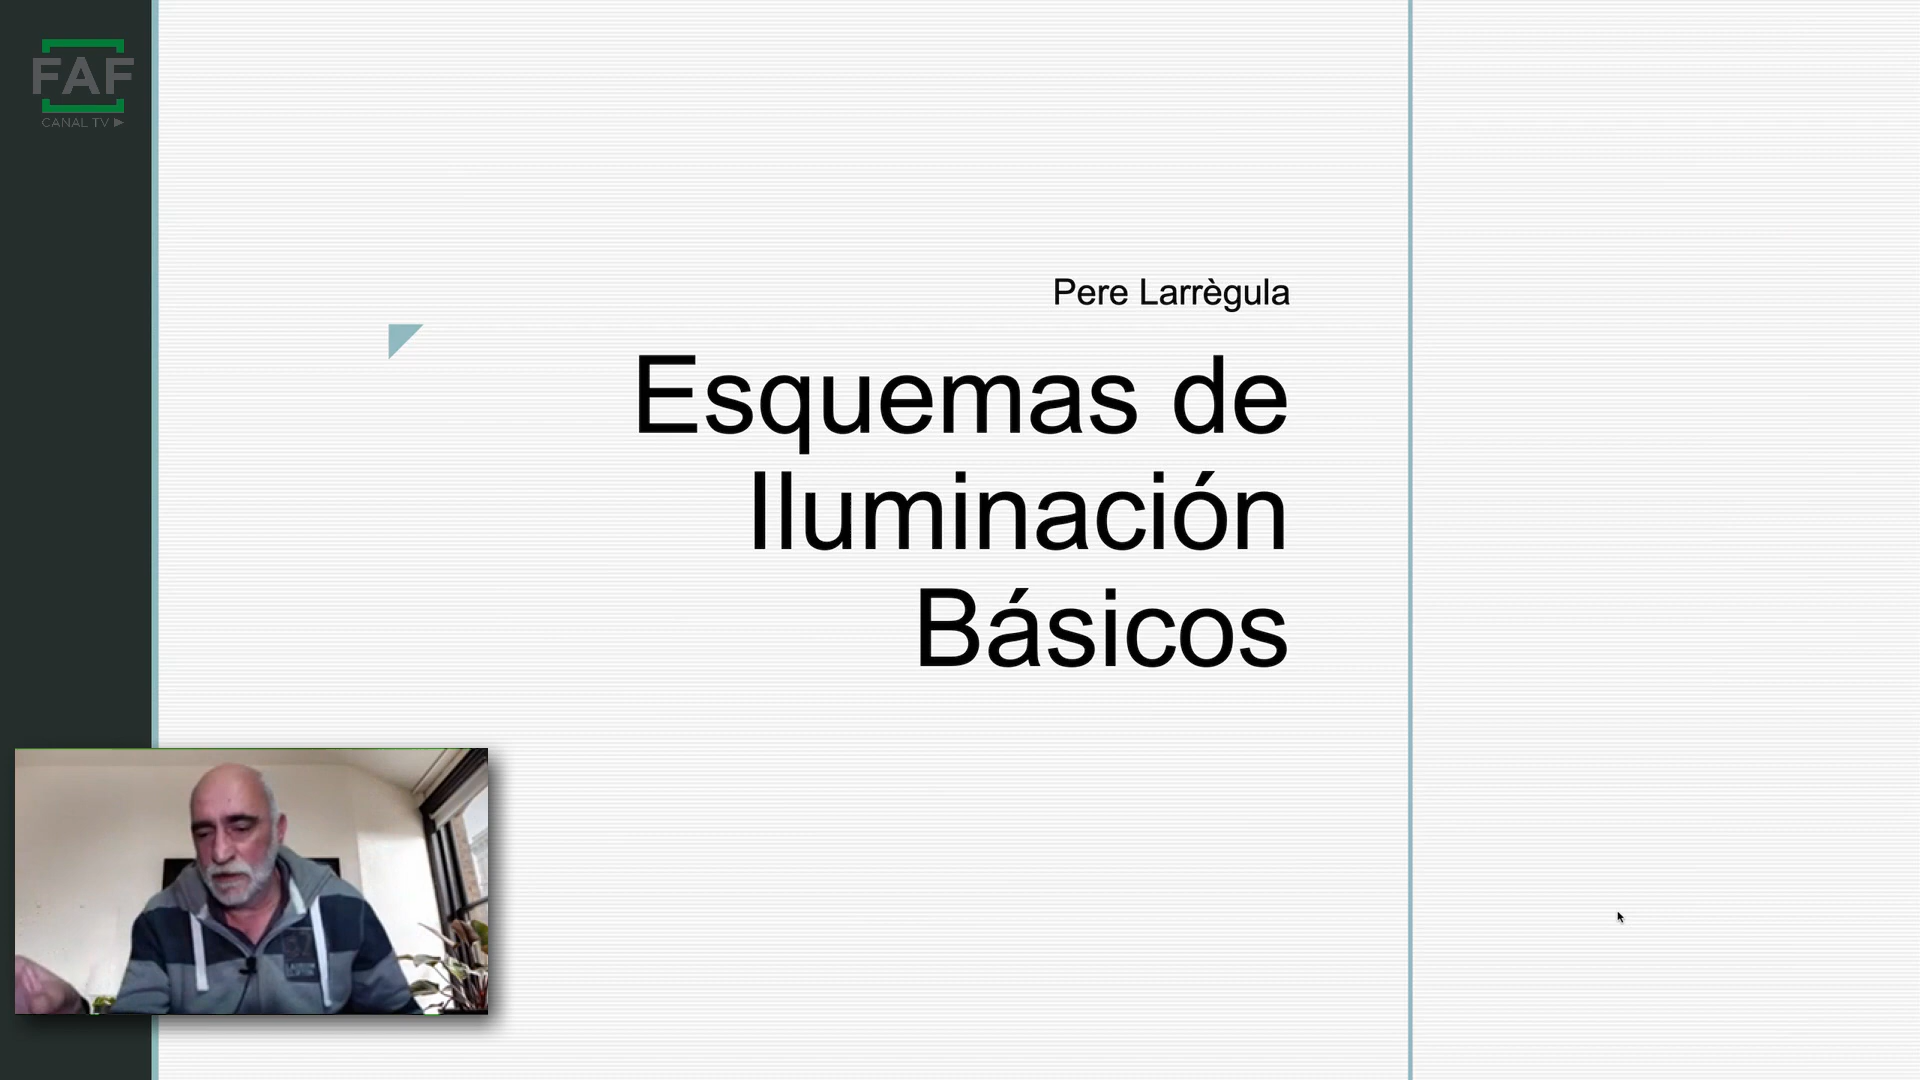 FAF
CANAL TV
Pere Larrègula
Esquemas de
Iluminación
Básicos